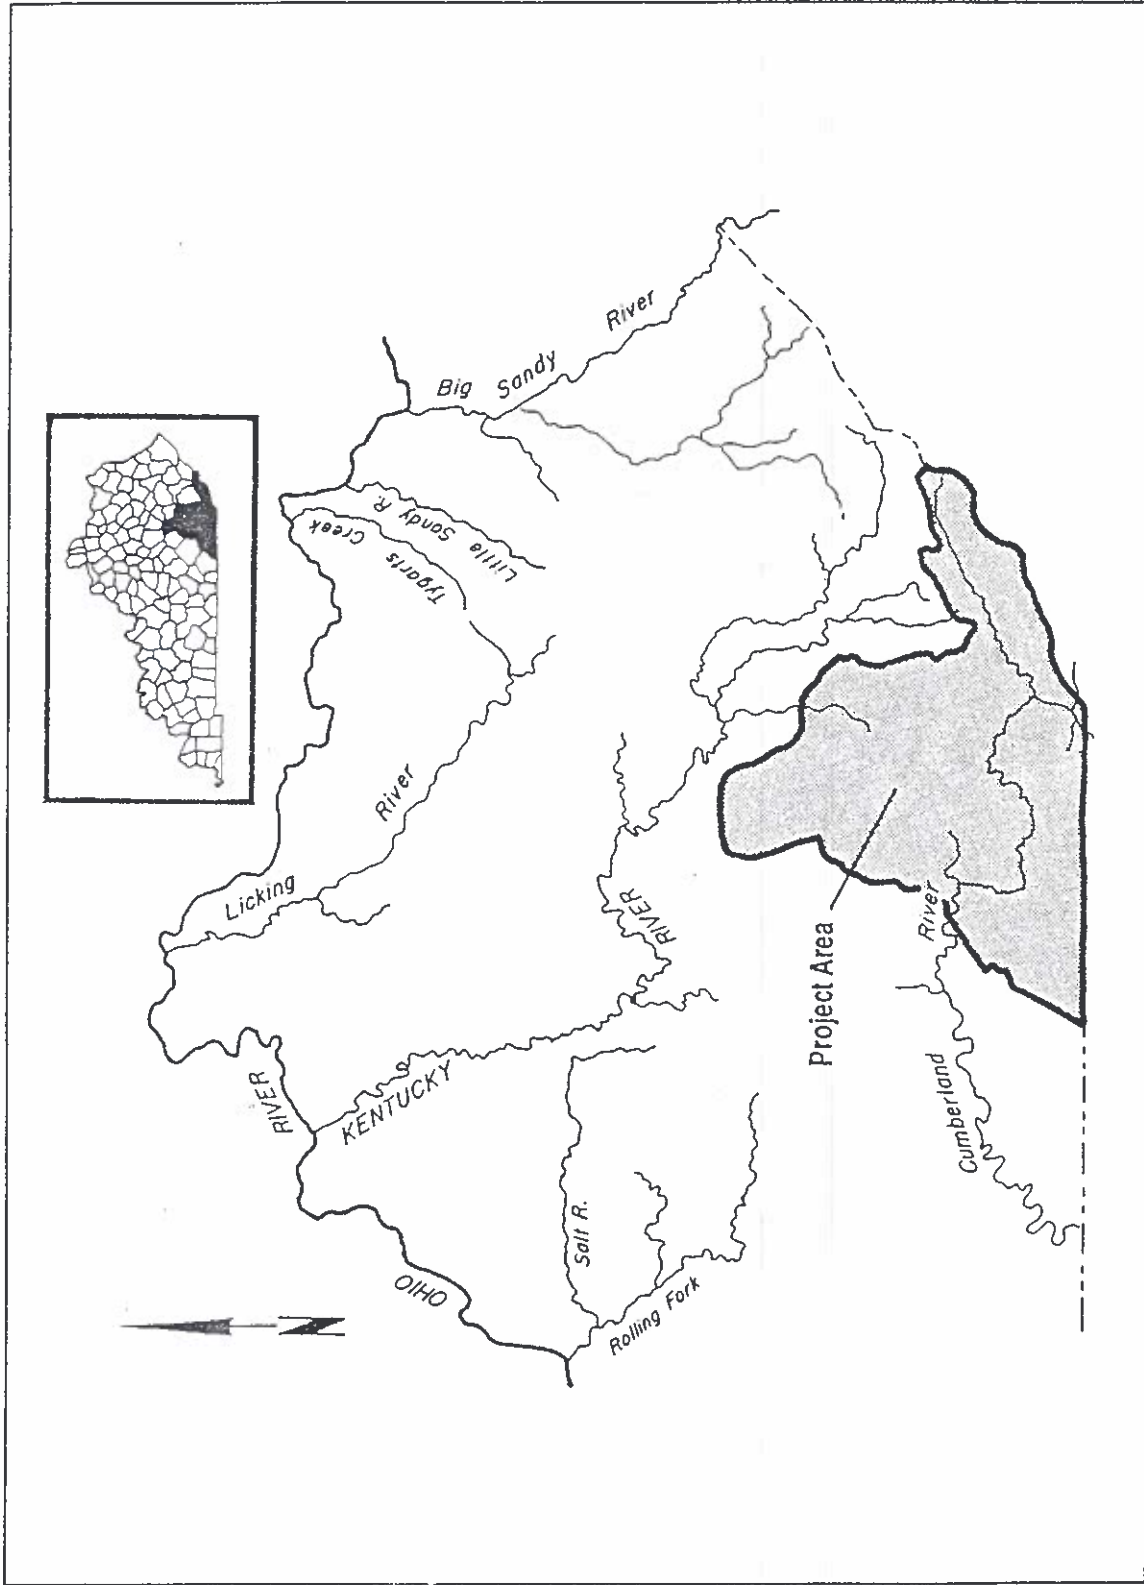 Big Sandy River
Little Sandy R.
Tygarts Creek
Licking River
RIVER
KENTUCKY
RIVER
OHIO
Salt R.
Rolling Fork
Project Area
River
Cumberland
N